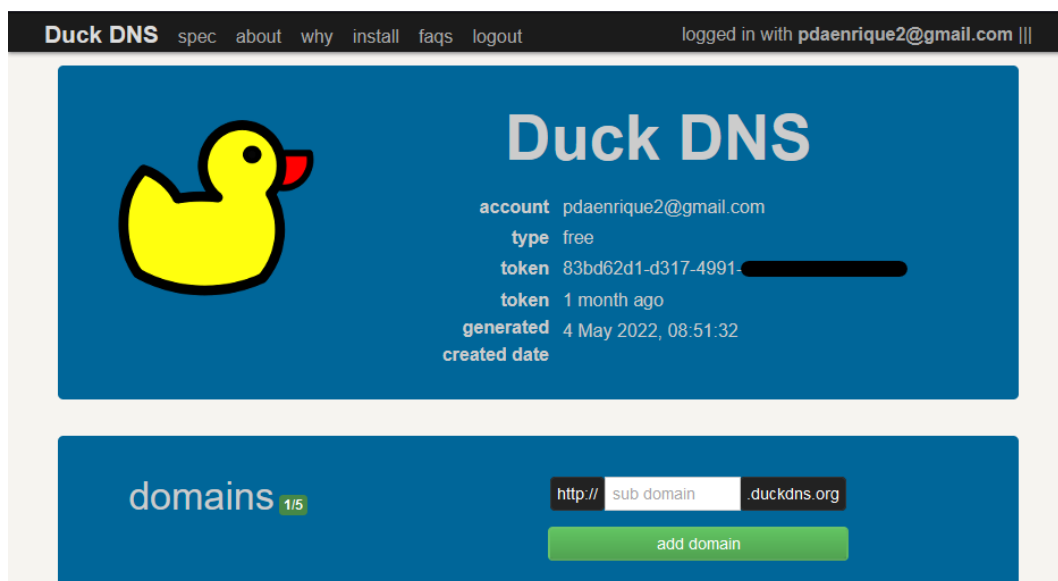 Duck DNS spec about why install faqs logout logged in with pdaenrique2@gmail.com |||
Duck DNS
account pdaenrique2@gmail.com
type free
token 83bd62d1-d317-4991-
token 1 month ago
generated 4 May 2022, 08:51:32
created date
domains 1/5
http:// sub domain .duckdns.org
add domain